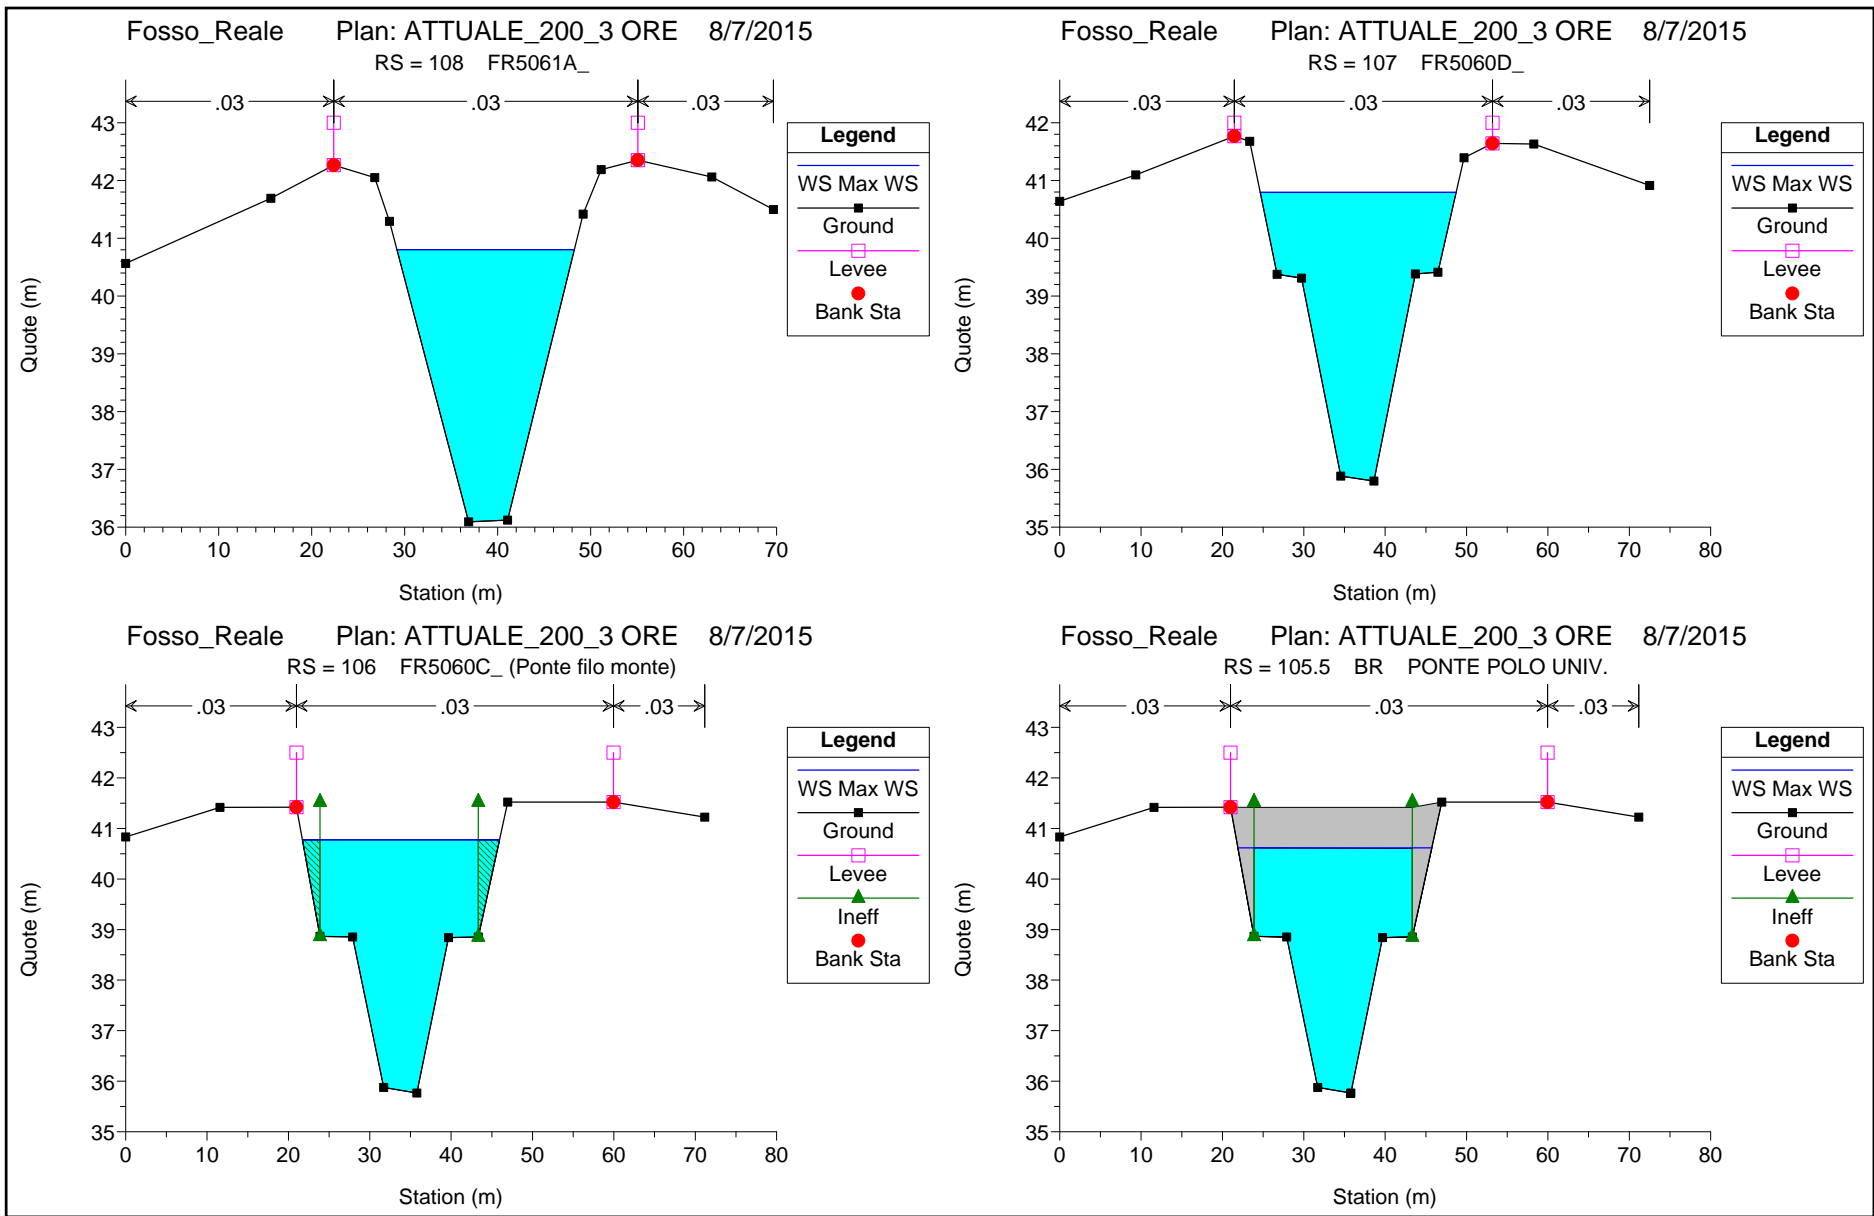 Fosso_Reale Plan: ATTUALE_200_3 ORE 8/7/2015
RS = 108 FR5061A_
.03 .03 .03
43
42
41
40
39
38
37
36
Quote (m)
0 10 20 30 40 50 60 70
Station (m)
Legend
WS Max WS
Ground
Levee
Bank Sta
Fosso_Reale Plan: ATTUALE_200_3 ORE 8/7/2015
RS = 107 FR5060D_
.03 .03 .03
42
41
40
39
38
37
36
35
Quote (m)
0 10 20 30 40 50 60 70 80
Station (m)
Legend
WS Max WS
Ground
Levee
Bank Sta
Fosso_Reale Plan: ATTUALE_200_3 ORE 8/7/2015
RS = 106 FR5060C_ (Ponte filo monte)
.03 .03 .03
43
42
41
40
39
38
37
36
35
Quote (m)
0 10 20 30 40 50 60 70 80
Station (m)
Legend
WS Max WS
Ground
Levee
Ineff
Bank Sta
Fosso_Reale Plan: ATTUALE_200_3 ORE 8/7/2015
RS = 105.5 BR PONTE POLO UNIV.
.03 .03 .03
43
42
41
40
39
38
37
36
35
Quote (m)
0 10 20 30 40 50 60 70 80
Station (m)
Legend
WS Max WS
Ground
Levee
Ineff
Bank Sta